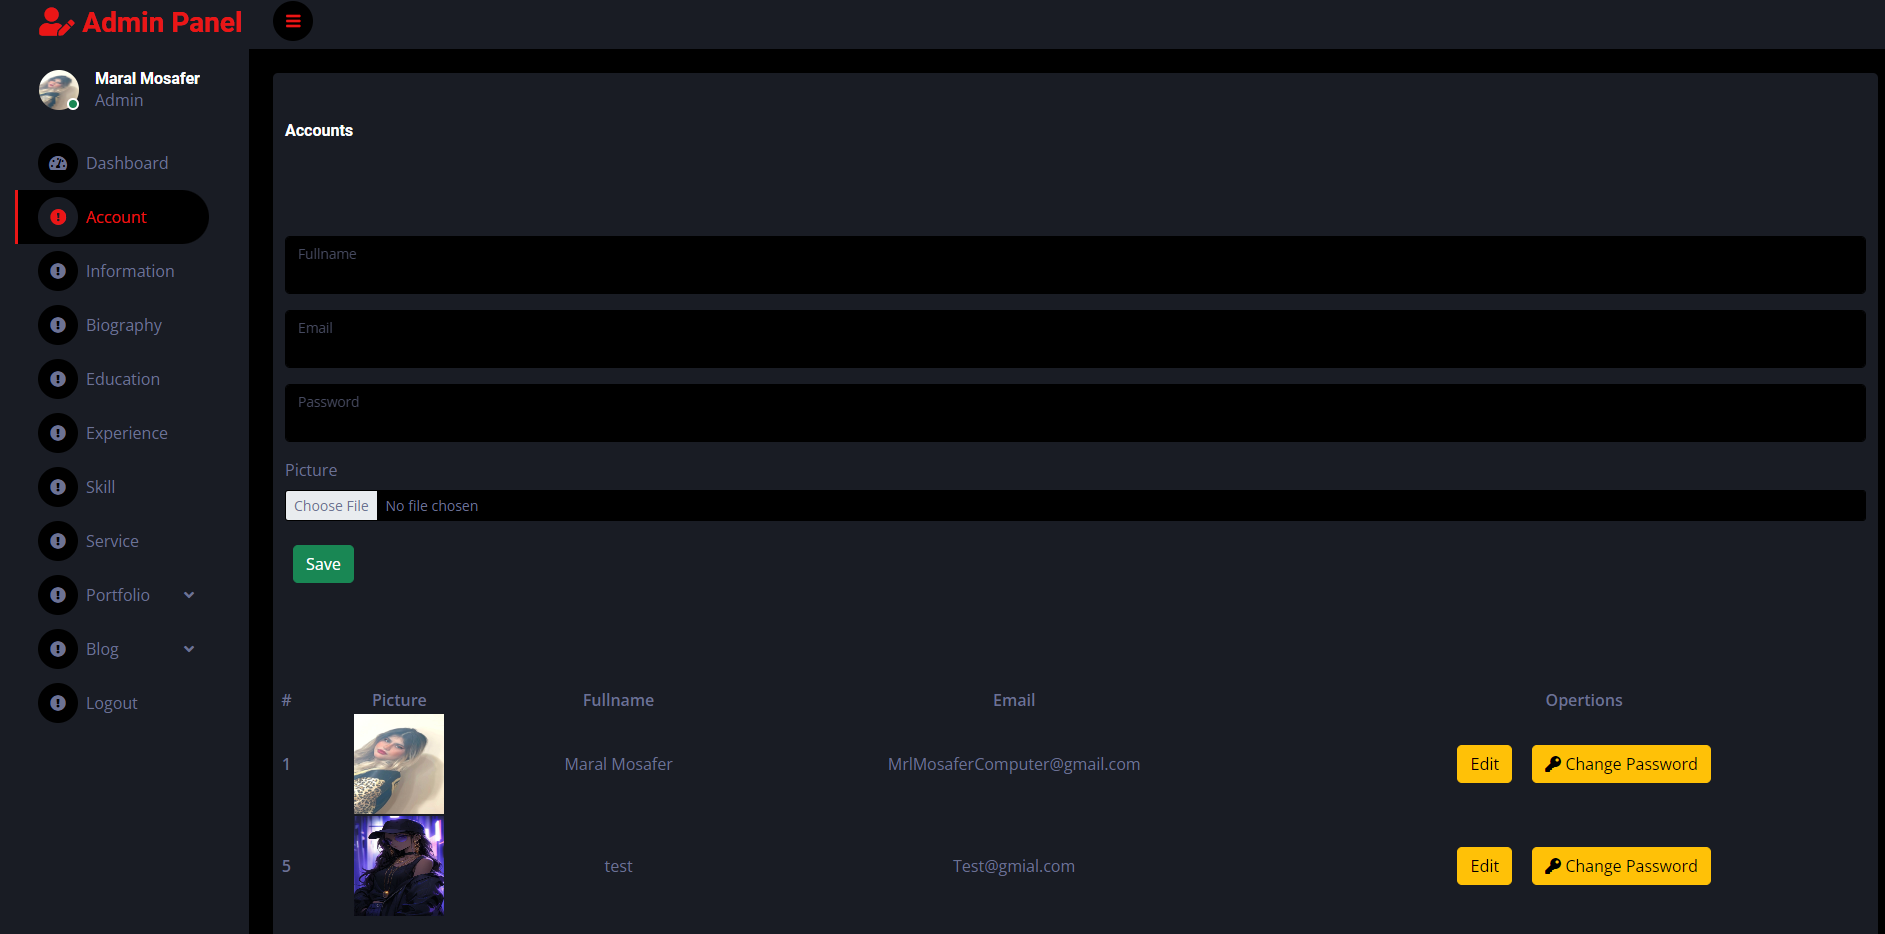 Admin Panel
Maral Mosafer
Admin
Dashboard
Account
Information
Biography
Education
Experience
Skill
Service
Portfolio
Blog
Logout
Accounts
Fullname
Email
Password
Picture
Choose File No file chosen
Save
# Picture Fullname Email Opertions
1 Maral Mosafer MrlMosaferComputer@gmail.com Edit Change Password
5 test Test@gmial.com Edit Change Password